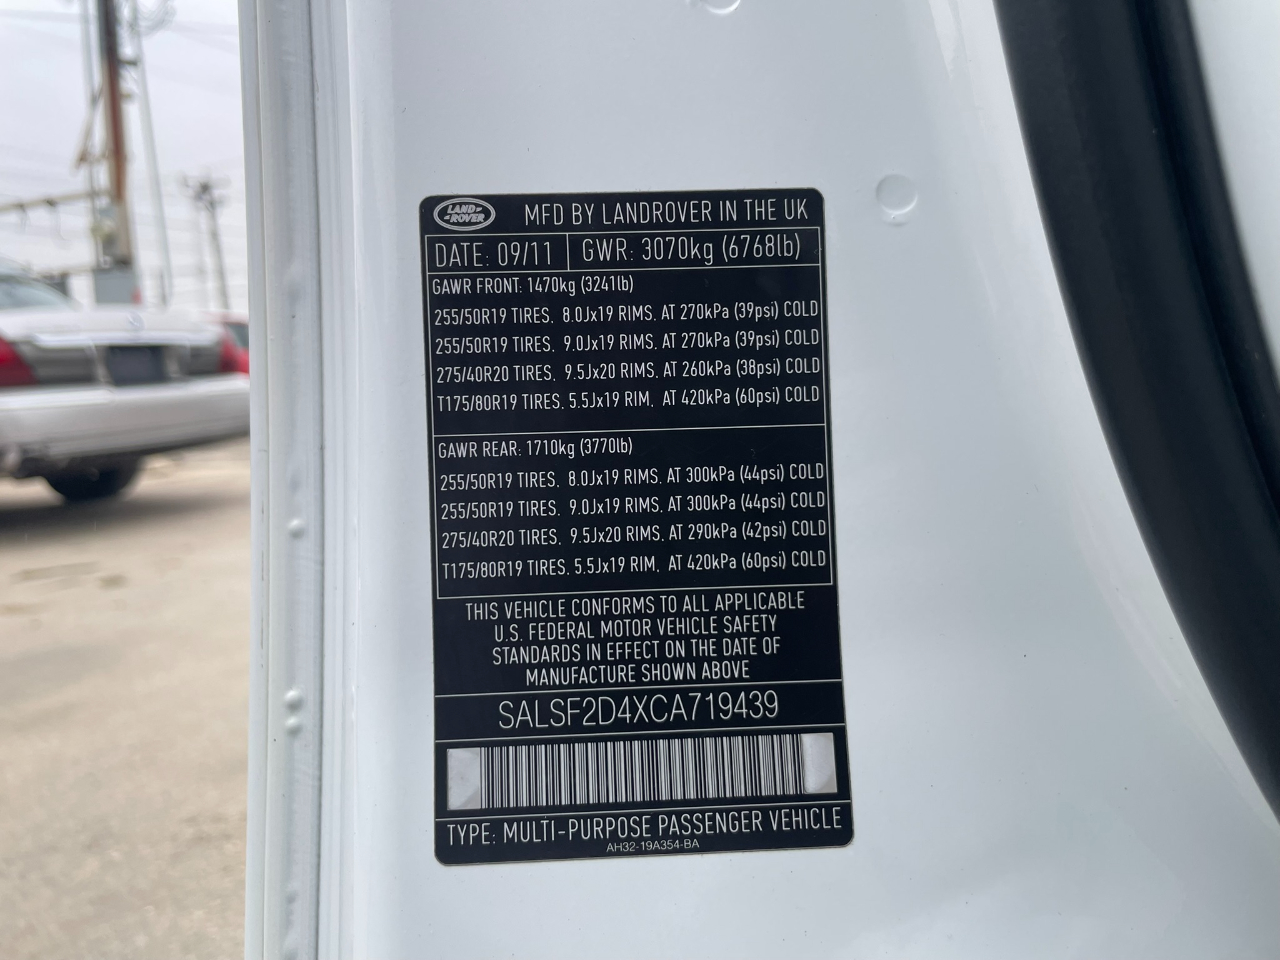 LAND-
-ROVER
MFD BY LANDROVER IN THE UK
DATE: 09/11 GWR: 3070kg (6768lb)
GAWR FRONT: 1470kg (3241lb)
255/50R19 TIRES, 8.0Jx19 RIMS, AT 270kPa (39psi) COLD
255/50R19 TIRES, 9.0Jx19 RIMS, AT 270kPa (39psi) COLD
275/40R20 TIRES, 9.5Jx20 RIMS, AT 260kPa (38psi) COLD
T175/80R19 TIRES, 5.5Jx19 RIM, AT 420kPa (60psi) COLD
GAWR REAR: 1710kg (3770lb)
255/50R19 TIRES, 8.0Jx19 RIMS, AT 300kPa (44psi) COLD
255/50R19 TIRES, 9.0Jx19 RIMS, AT 300kPa (44psi) COLD
275/40R20 TIRES, 9.5Jx20 RIMS, AT 290kPa (42psi) COLD
T175/80R19 TIRES, 5.5Jx19 RIM, AT 420kPa (60psi) COLD
THIS VEHICLE CONFORMS TO ALL APPLICABLE
U.S. FEDERAL MOTOR VEHICLE SAFETY
STANDARDS IN EFFECT ON THE DATE OF
MANUFACTURE SHOWN ABOVE
SALSF2D4XCA719439
TYPE: MULTI-PURPOSE PASSENGER VEHICLE
AH32-19A354-BA